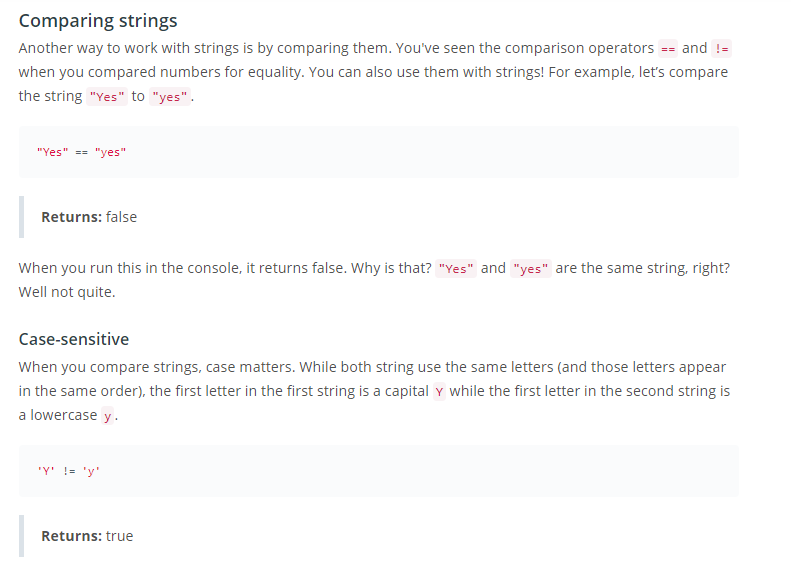 Comparing strings
Another way to work with strings is by comparing them. You've seen the comparison operators == and !=
when you compared numbers for equality. You can also use them with strings! For example, let’s compare
the string "Yes" to "yes".
"Yes" == "yes"
Returns: false
When you run this in the console, it returns false. Why is that? "Yes" and "yes" are the same string, right?
Well not quite.
Case-sensitive
When you compare strings, case matters. While both string use the same letters (and those letters appear
in the same order), the first letter in the first string is a capital Y while the first letter in the second string is
a lowercase y.
'Y' != 'y'
Returns: true